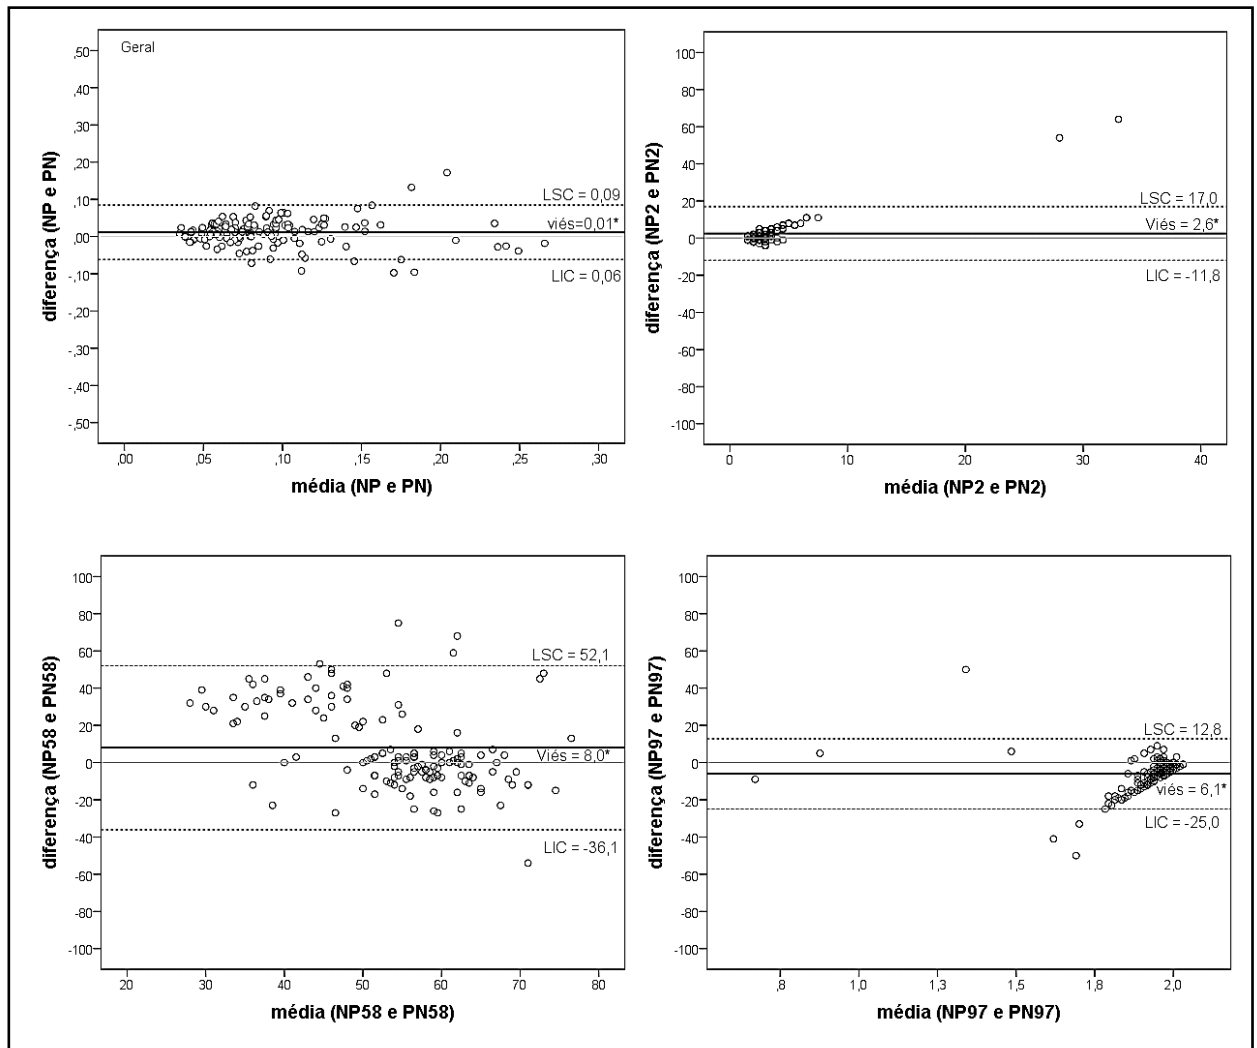 Geral
,50
,40
,30
,20
,10
,00
-,10
-,20
-,30
-,40
-,50
diferença (NP e PN)
LSC = 0,09
viés=0,01*
LIC = 0,06
,00 ,05 ,10 ,15 ,20 ,25 ,30
média (NP e PN)
100
80
60
40
20
0
-20
-40
-60
-80
-100
diferença (NP2 e PN2)
LSC = 17,0
Viés = 2,6*
LIC = -11,8
0 10 20 30 40
média (NP2 e PN2)
100
80
60
40
20
0
-20
-40
-60
-80
-100
diferença (NP58 e PN58)
LSC = 52,1
Viés = 8,0*
LIC = -36,1
20 30 40 50 60 70 80
média (NP58 e PN58)
100
80
60
40
20
0
-20
-40
-60
-80
-100
diferença (NP97 e PN97)
LSC = 12,8
viés = 6,1*
LIC = -25,0
,8 1,0 1,3 1,5 1,8 2,0
média (NP97 e PN97)